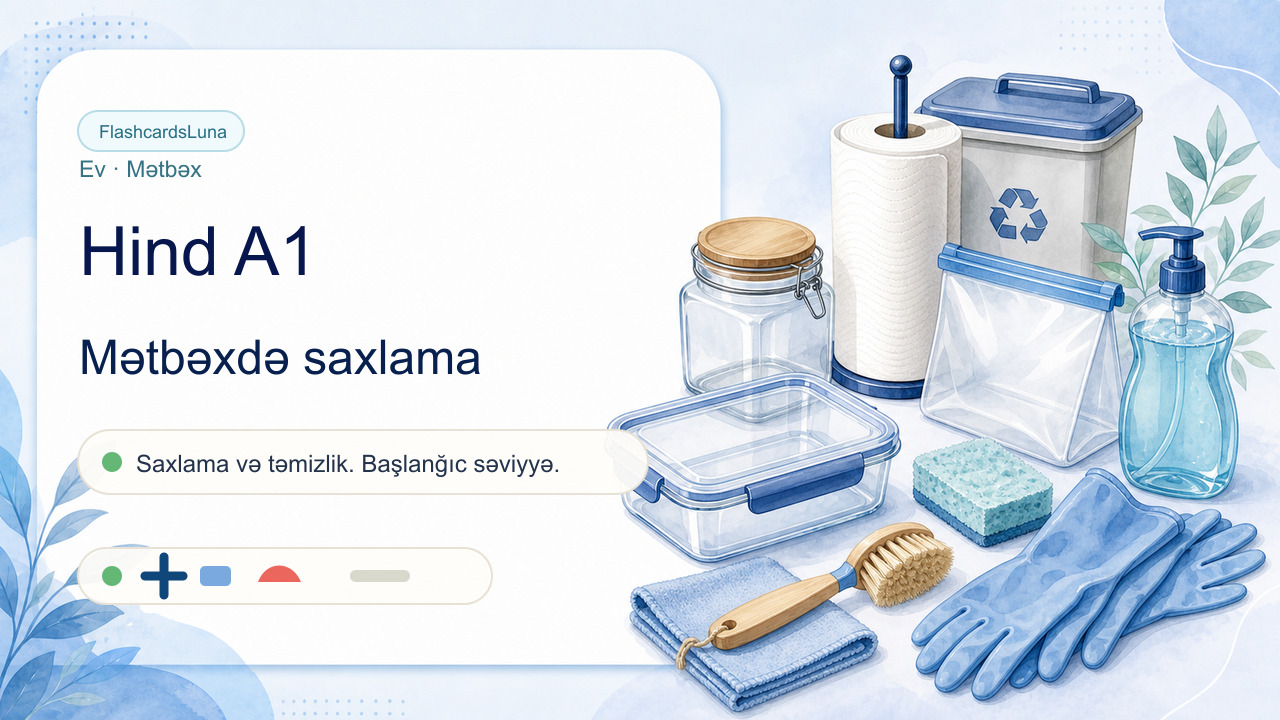 FlashcardsLuna
Ev · Mətbəx
Hind A1
Mətbəxdə saxlama
Saxlama və təmizlik. Başlanğıc səviyyə.